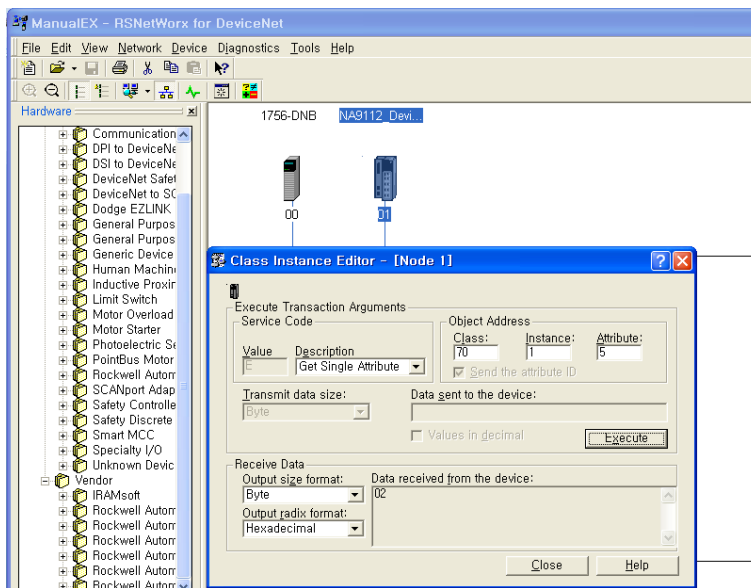 ManualEX - RSNetWorx for DeviceNet
File Edit View Network Device Diagnostics Tools Help
Hardware
Communication
DPI to DeviceNe
DSI to DeviceNe
DeviceNet Safet
DeviceNet to SC
Dodge EZLINK
General Purpos
General Purpos
Generic Device
Human Machin
Inductive Proxir
Limit Switch
Motor Overload
Motor Starter
Photoelectric Se
PointBus Motor
Rockwell Autom
SCANport Adap
Safety Controlle
Safety Discrete
Smart MCC
Specialty I/O
Unknown Devic
Vendor
IRAMsoft
Rockwell Autom
Rockwell Autom
Rockwell Autom
Rockwell Autom
Rockwell Autom
Rockwell Autom
1756-DNB NA9112_Devi...
00 01
Class Instance Editor - [Node 1]
Execute Transaction Arguments
Service Code
Value Description
E Get Single Attribute
Object Address
Class: Instance: Attribute:
70 1 5
Send the attribute ID
Transmit data size: Data sent to the device:
Byte
Values in decimal
Execute
Receive Data
Output size format: Data received from the device:
Byte 02
Output radix format:
Hexadecimal
Close Help